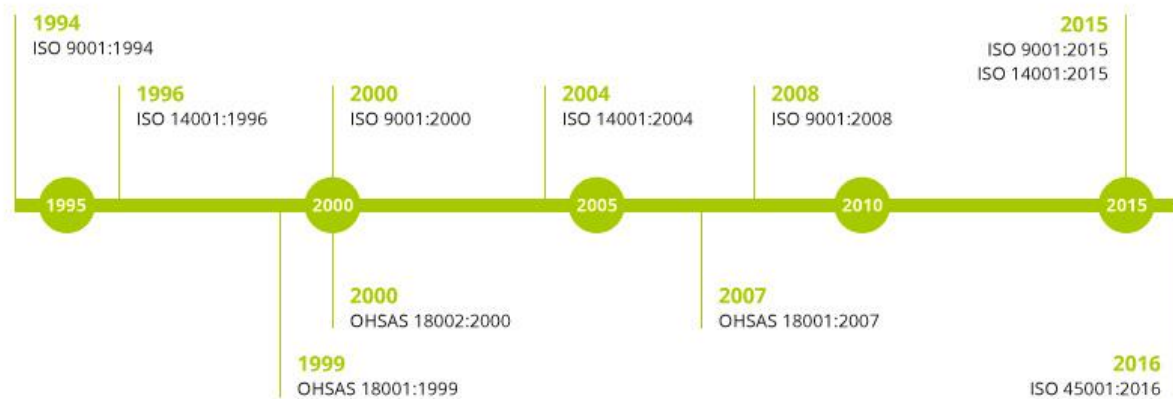 1994
ISO 9001:1994
2015
ISO 9001:2015
ISO 14001:2015
1996
ISO 14001:1996
2000
ISO 9001:2000
2004
ISO 14001:2004
2008
ISO 9001:2008
1995
2000
2005
2010
2015
2000
OHSAS 18002:2000
2007
OHSAS 18001:2007
1999
OHSAS 18001:1999
2016
ISO 45001:2016